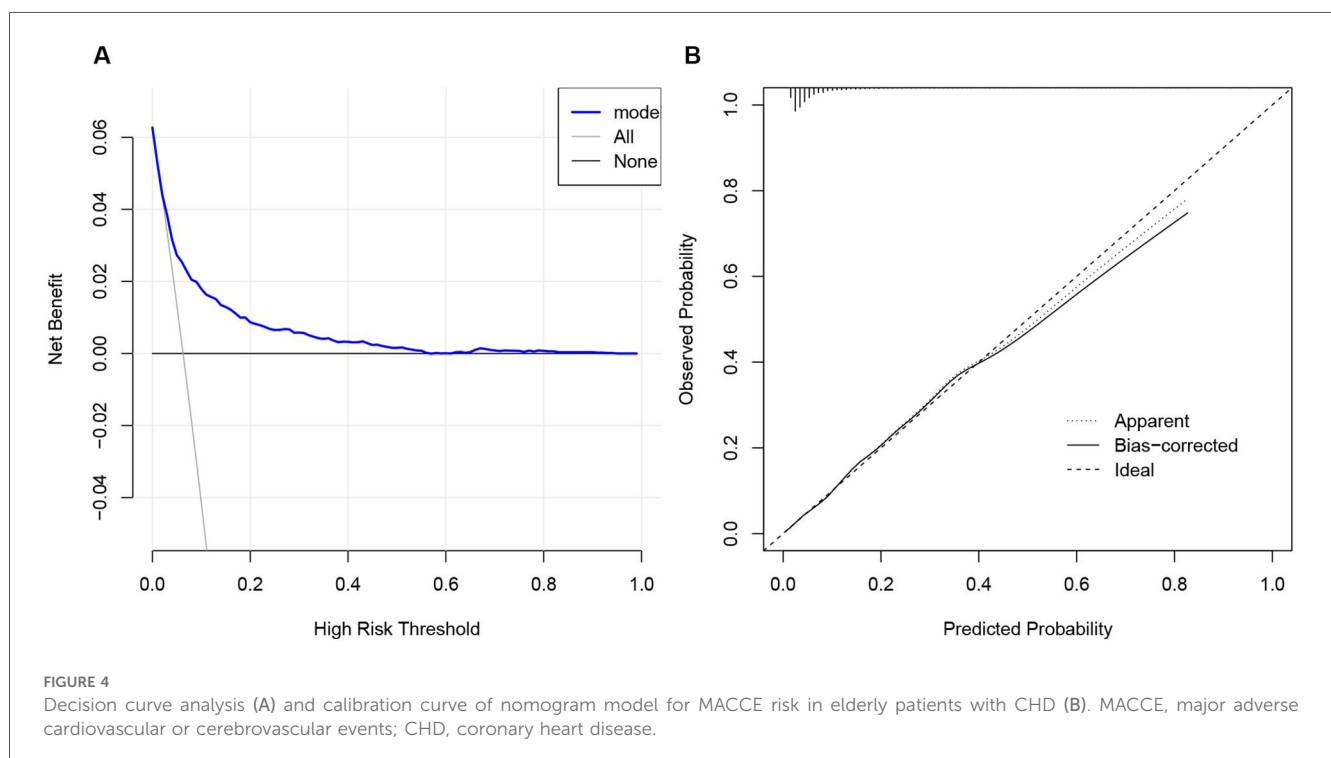 A
B
mode
All
None
0.06
0.04
0.02
0.00
−0.02
−0.04
Net Benefit
0.0 0.2 0.4 0.6 0.8 1.0
High Risk Threshold
1.0
0.8
0.6
0.4
0.2
0.0
Observed Probability
Apparent
Bias−corrected
Ideal
0.0 0.2 0.4 0.6 0.8 1.0
Predicted Probability
FIGURE 4
Decision curve analysis (A) and calibration curve of nomogram model for MACCE risk in elderly patients with CHD (B). MACCE, major adverse
cardiovascular or cerebrovascular events; CHD, coronary heart disease.